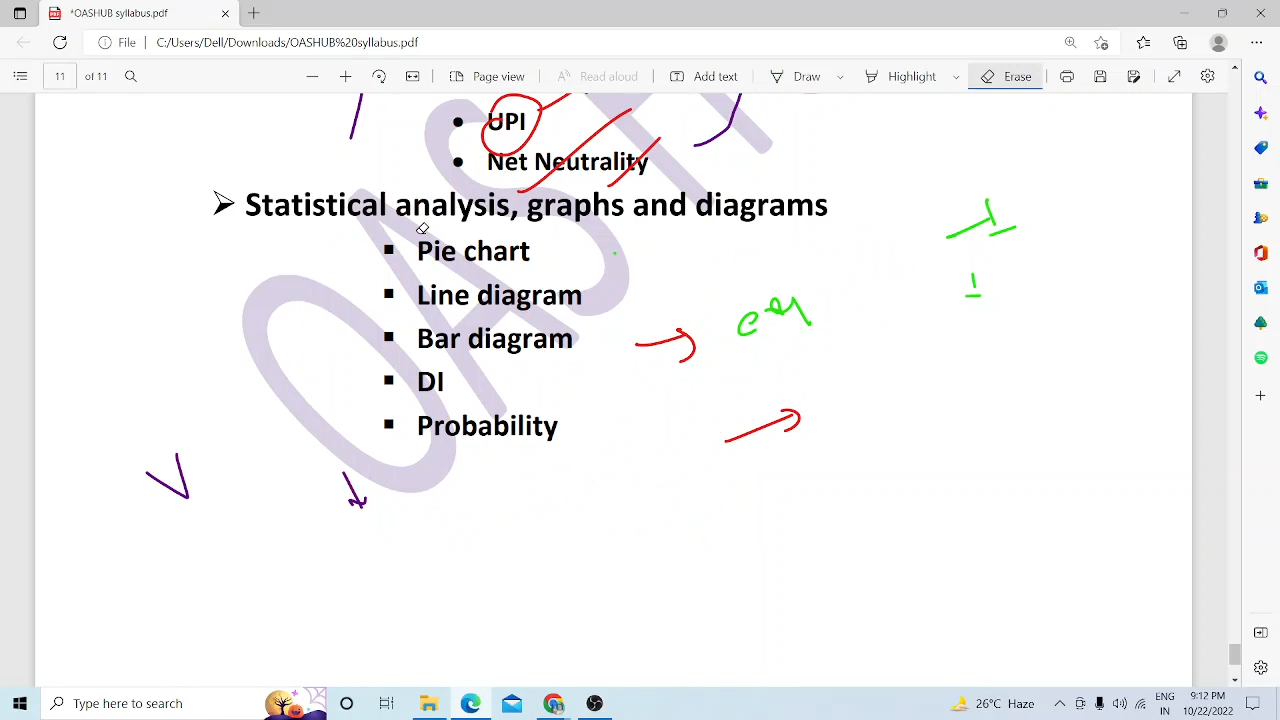 *OASHUB syllabus.pdf
File C:/Users/Dell/Downloads/OASHUB%20syllabus.pdf
11 of 11 Page view Read aloud Add text Draw Highlight Erase
• UPI
• Net Neutrality
Statistical analysis, graphs and diagrams
Pie chart
Line diagram
Bar diagram
DI
Probability
OASH
Type here to search
26°C Haze
ENG
IN
9:12 PM
10/22/2022